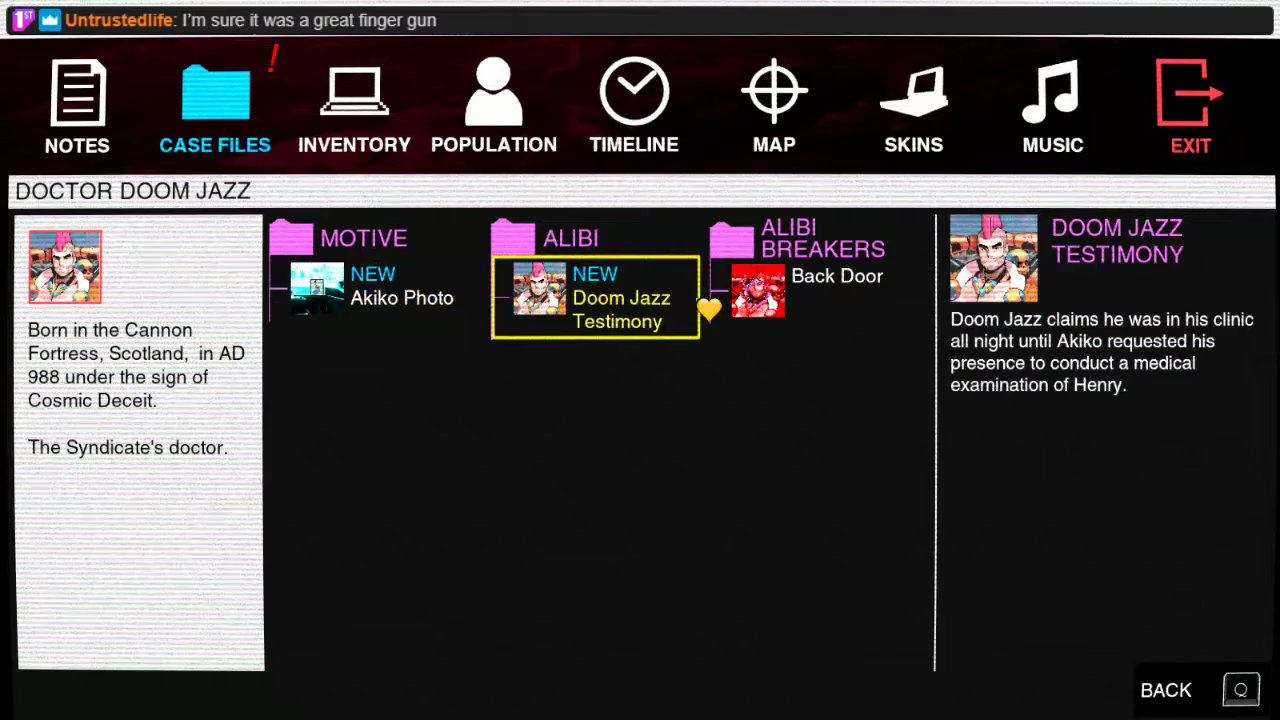 1ST Untrustedlife: I'm sure it was a great finger gun
!
NOTES CASE FILES INVENTORY POPULATION TIMELINE MAP SKINS MUSIC EXIT
DOCTOR DOOM JAZZ
Born in the Cannon
Fortress, Scotland, in AD
988 under the sign of
Cosmic Deceit.
The Syndicate's doctor.
MOTIVE
NEW
Akiko Photo
ALIBI
NEW
Doom Jazz
Testimony
ALIBI
BREAKERS
Back Door
DOOM JAZZ
TESTIMONY
Doom Jazz claims he was in his clinic
all night until Akiko requested his
presence to conduct a medical
examination of Henry.
BACK Q